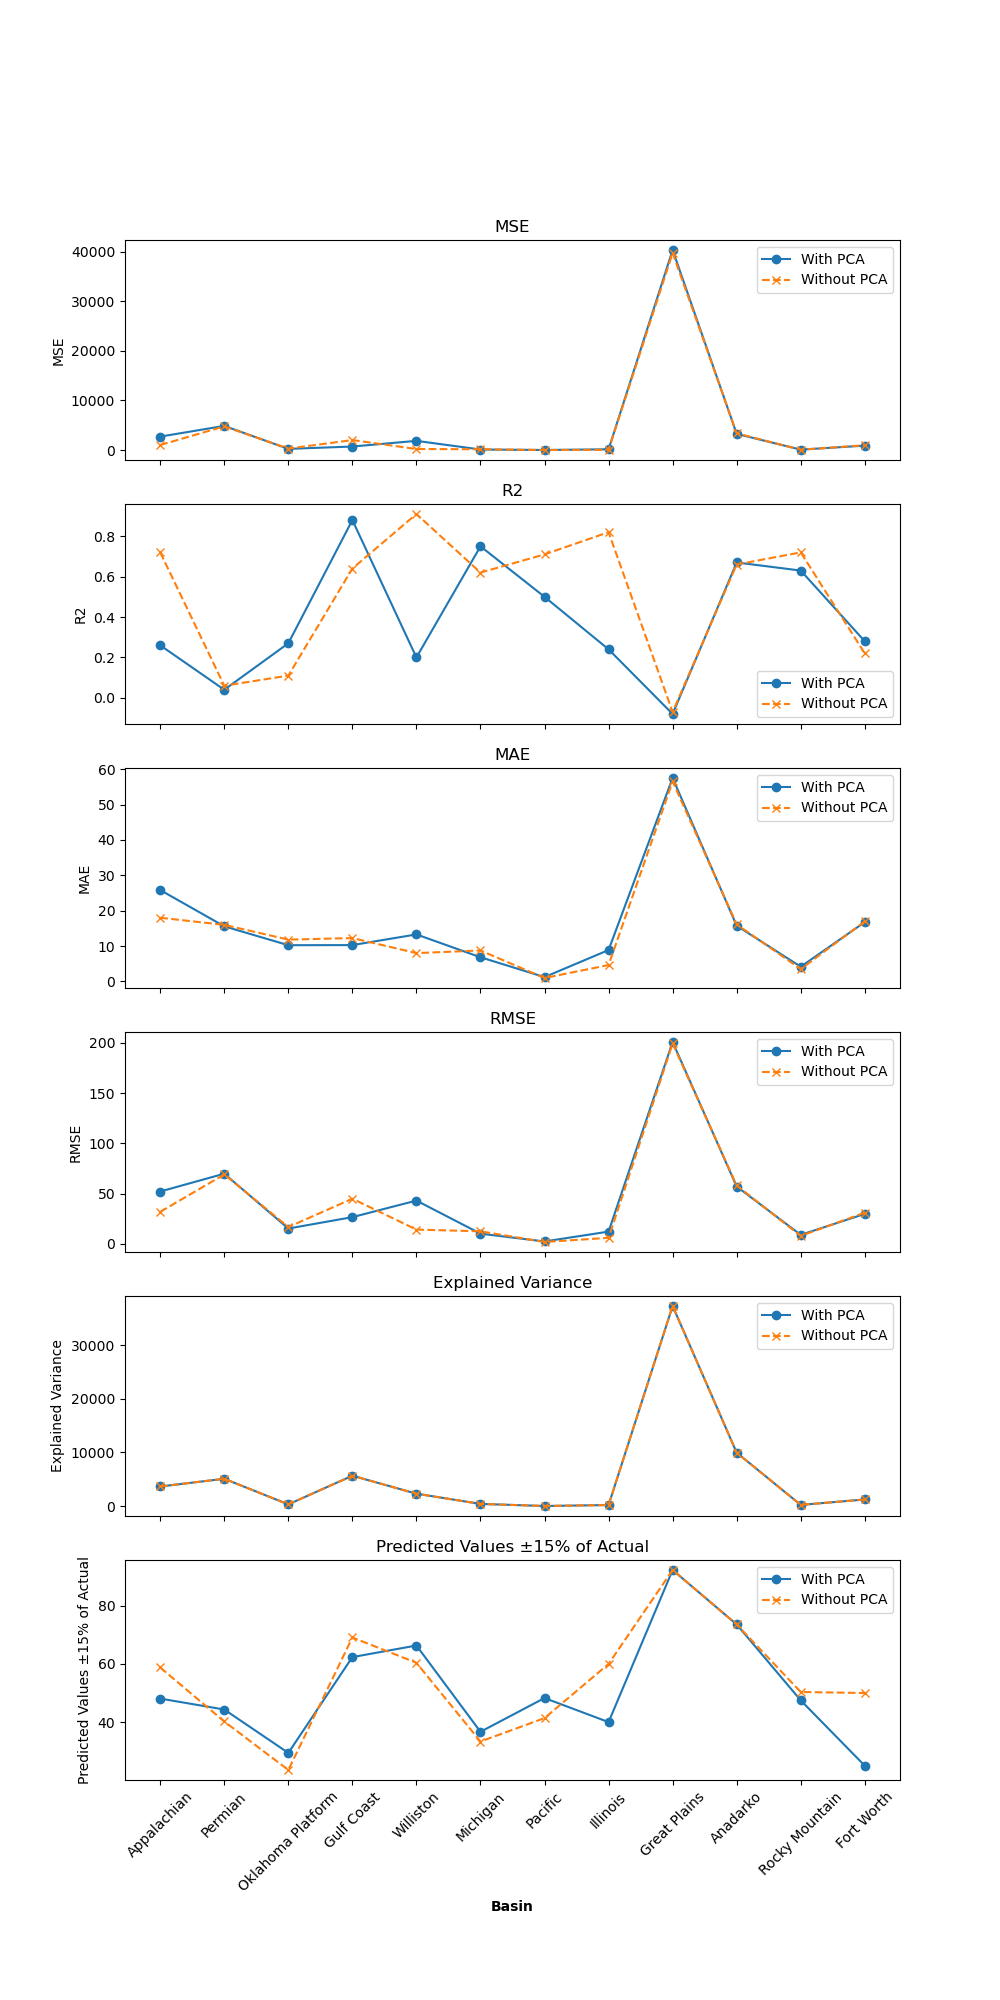 MSE
40000
30000
20000
10000
0
MSE
With PCA
Without PCA
R2
0.8
0.6
0.4
0.2
0.0
R2
With PCA
Without PCA
MAE
60
50
40
30
20
10
0
MAE
With PCA
Without PCA
RMSE
200
150
100
50
0
RMSE
With PCA
Without PCA
Explained Variance
30000
20000
10000
0
Explained Variance
With PCA
Without PCA
Predicted Values ±15% of Actual
80
60
40
Predicted Values ±15% of Actual
With PCA
Without PCA
Appalachian
Permian
Oklahoma Platform
Gulf Coast
Williston
Michigan
Pacific
Illinois
Great Plains
Anadarko
Rocky Mountain
Fort Worth
Basin